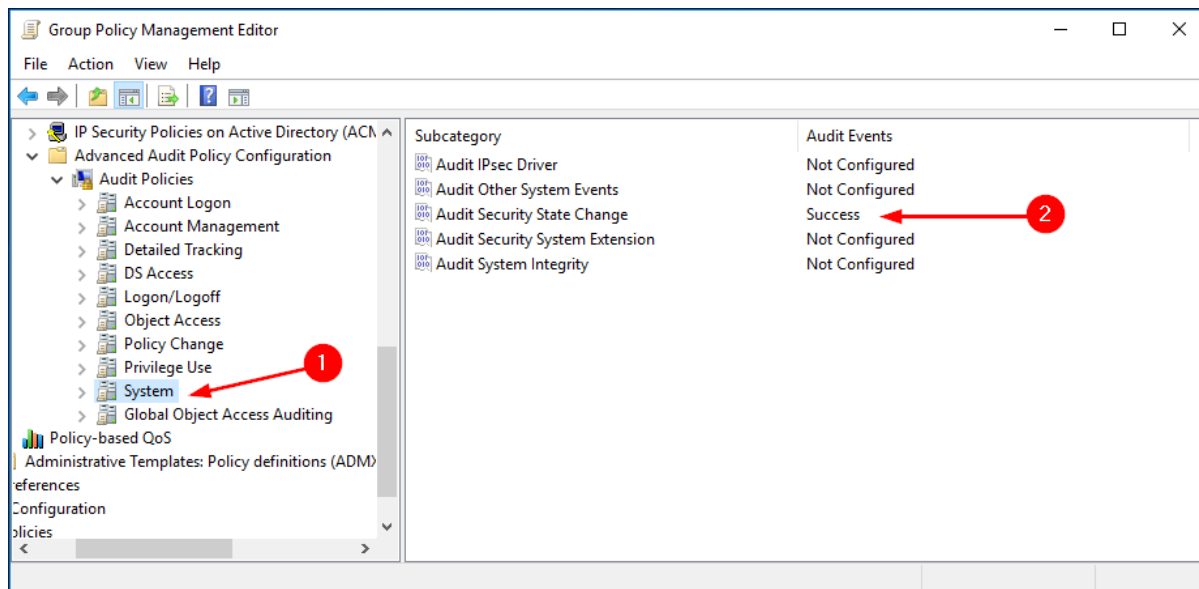 Group Policy Management Editor
File Action View Help
IP Security Policies on Active Directory (ACM
Advanced Audit Policy Configuration
Audit Policies
Account Logon
Account Management
Detailed Tracking
DS Access
Logon/Logoff
Object Access
Policy Change
Privilege Use
1
System
Global Object Access Auditing
Policy-based QoS
Administrative Templates: Policy definitions (ADMX
references
Configuration
olicies
Subcategory Audit Events
Audit IPsec Driver Not Configured
Audit Other System Events Not Configured
Audit Security State Change Success 2
Audit Security System Extension Not Configured
Audit System Integrity Not Configured